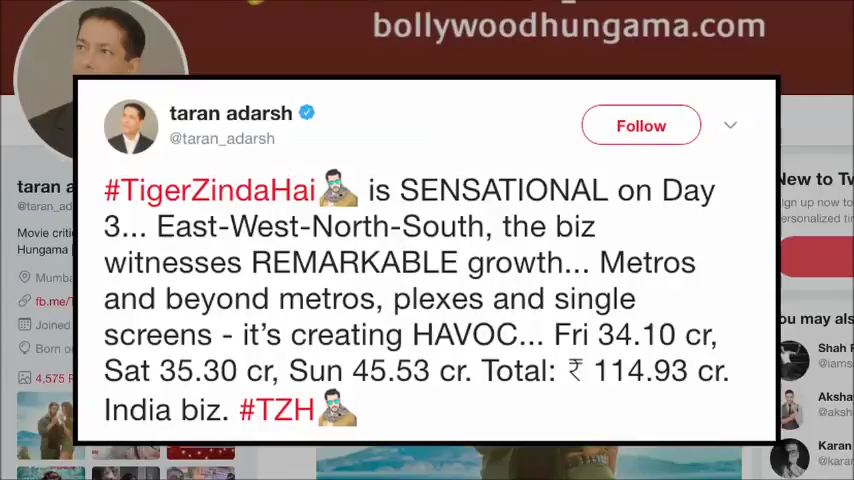 bollywoodhungama.com
taran adarsh
@taran_adarsh
Follow
#TigerZindaHai is SENSATIONAL on Day
3... East-West-North-South, the biz
witnesses REMARKABLE growth... Metros
and beyond metros, plexes and single
screens - it's creating HAVOC... Fri 34.10 cr,
Sat 35.30 cr, Sun 45.53 cr. Total: ₹ 114.93 cr.
India biz. #TZH
taran a
@taran_ad
Movie criti
Hungama
Mumba
fb.me/T
Joined
Born o
4,575
New to Tw
ign up now to
ersonalized tim
ou may als
Shah R
@iams
Aksha
@aksh
Karan
@karan